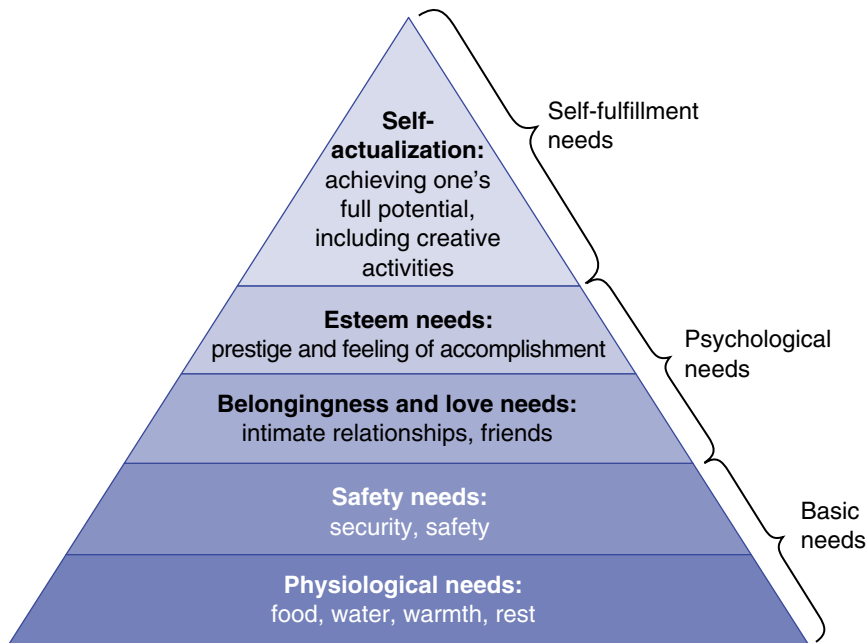 Self-
actualization:
achieving one's
full potential,
including creative
activities
Self-fulfillment
needs
Esteem needs:
prestige and feeling of accomplishment
Belongingness and love needs:
intimate relationships, friends
Psychological
needs
Safety needs:
security, safety
Physiological needs:
food, water, warmth, rest
Basic
needs